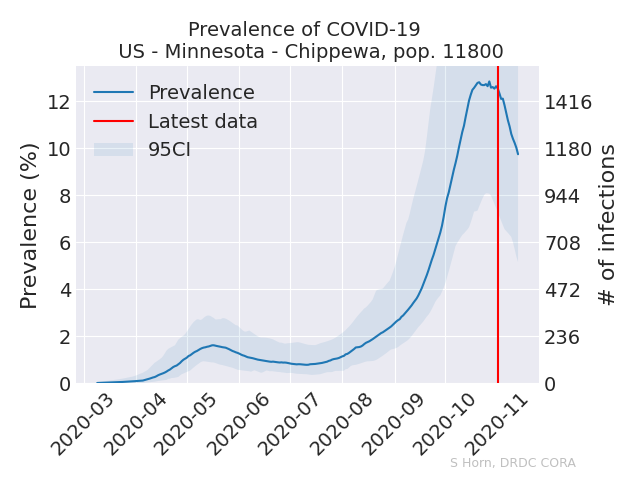 Prevalence of COVID-19
US - Minnesota - Chippewa, pop. 11800
Prevalence
Latest data
95CI
Prevalence (%)
12
10
8
6
4
2
0
1416
1180
944
708
472
236
0
# of infections
2020-03
2020-04
2020-05
2020-06
2020-07
2020-08
2020-09
2020-10
2020-11
S Horn, DRDC CORA